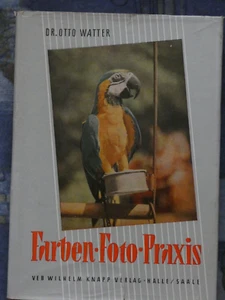 DR. OTTO WATTER
Farben-Foto-Praxis
VEB WILHELM KNAPP VERLAG · HALLE/SAALE